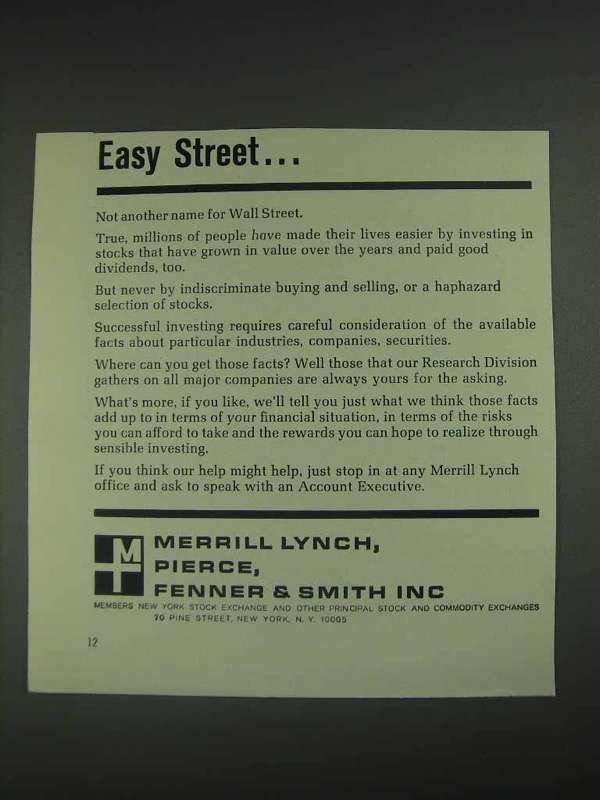 Easy Street...
Not another name for Wall Street.
True, millions of people have made their lives easier by investing in
stocks that have grown in value over the years and paid good
dividends, too.
But never by indiscriminate buying and selling, or a haphazard
selection of stocks.
Successful investing requires careful consideration of the available
facts about particular industries, companies, securities.
Where can you get those facts? Well those that our Research Division
gathers on all major companies are always yours for the asking.
What's more, if you like, we'll tell you just what we think those facts
add up to in terms of your financial situation, in terms of the risks
you can afford to take and the rewards you can hope to realize through
sensible investing.
If you think our help might help, just stop in at any Merrill Lynch
office and ask to speak with an Account Executive.
M
MERRILL LYNCH,
PIERCE,
FENNER & SMITH INC
MEMBERS NEW YORK STOCK EXCHANGE AND OTHER PRINCIPAL STOCK AND COMMODITY EXCHANGES
70 PINE STREET, NEW YORK, N. Y. 10005
12